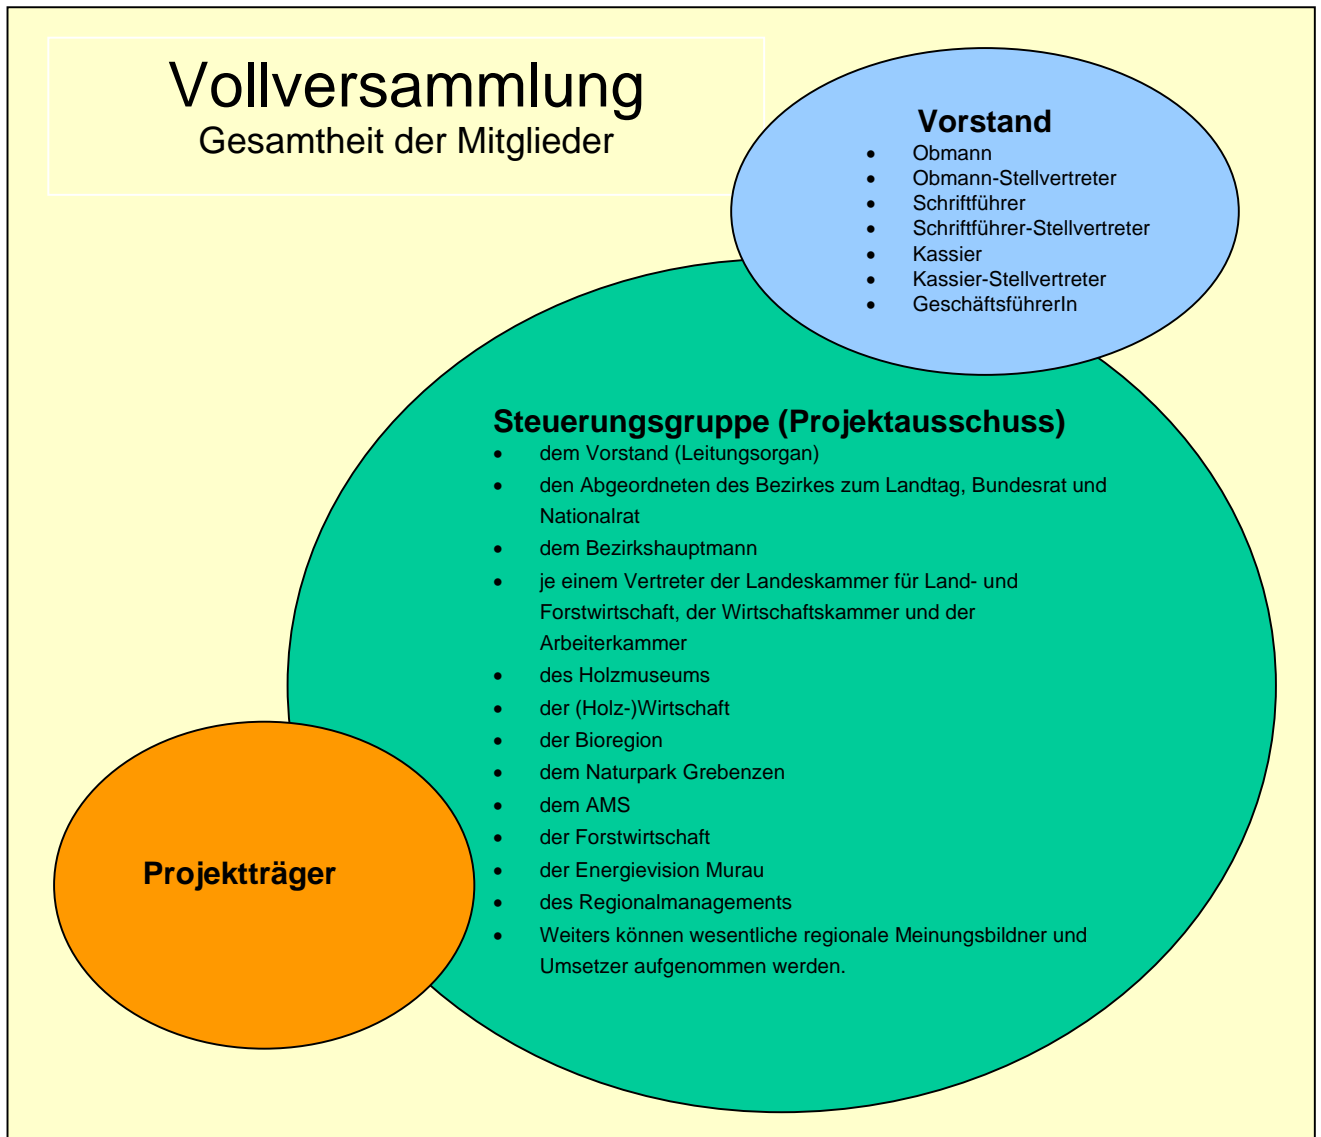 Vollversammlung
Gesamtheit der Mitglieder
Vorstand
• Obmann
• Obmann-Stellvertreter
• Schriftführer
• Schriftführer-Stellvertreter
• Kassier
• Kassier-Stellvertreter
• GeschäftsführerIn
Steuerungsgruppe (Projektausschuss)
• dem Vorstand (Leitungsorgan)
• den Abgeordneten des Bezirkes zum Landtag, Bundesrat und
Nationalrat
• dem Bezirkshauptmann
• je einem Vertreter der Landeskammer für Land- und
Forstwirtschaft, der Wirtschaftskammer und der
Arbeiterkammer
• des Holzmuseums
• der (Holz-)Wirtschaft
• der Bioregion
• dem Naturpark Grebenzen
• dem AMS
• der Forstwirtschaft
• der Energievision Murau
• des Regionalmanagements
• Weiters können wesentliche regionale Meinungsbildner und
Umsetzer aufgenommen werden.
Projektträger